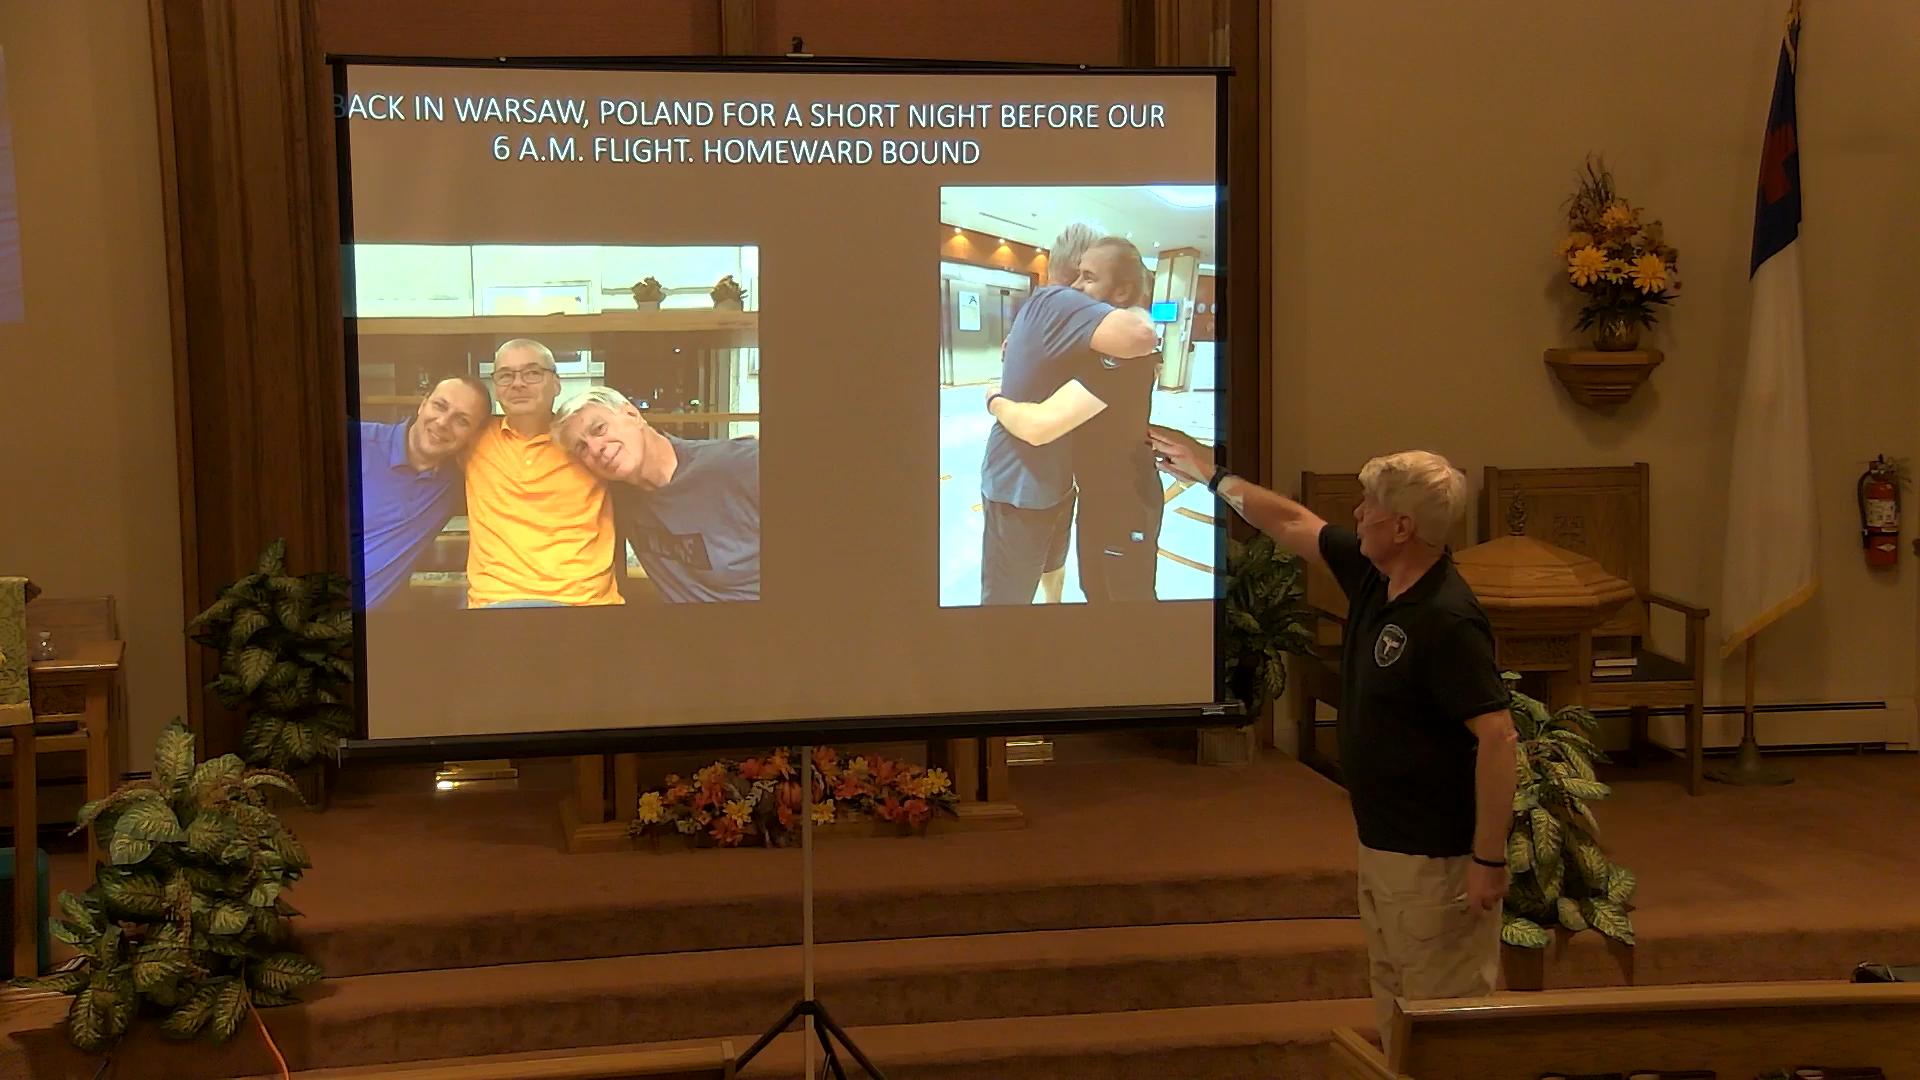 BACK IN WARSAW, POLAND FOR A SHORT NIGHT BEFORE OUR
6 A.M. FLIGHT. HOMEWARD BOUND